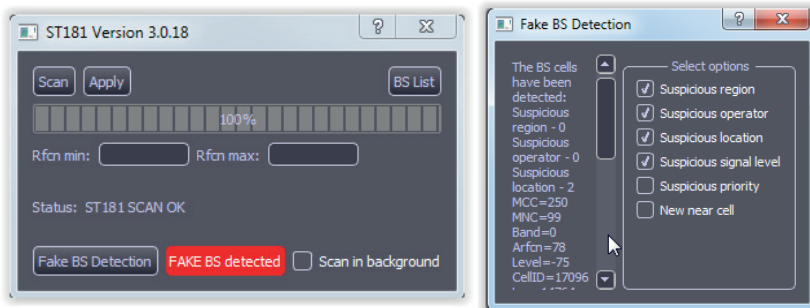 ST181 Version 3.0.18
Scan Apply BS List
100%
Rfcn min: Rfcn max:
Status: ST181 SCAN OK
Fake BS Detection FAKE BS detected Scan in background
Fake BS Detection
The BS cells
have been
detected:
Suspicious
region - 0
Suspicious
operator - 0
Suspicious
location - 2
MCC=250
MNC=99
Band=0
Arfcn=78
Level=-75
CellID=17096
Select options
Suspicious region
Suspicious operator
Suspicious location
Suspicious signal level
Suspicious priority
New near cell